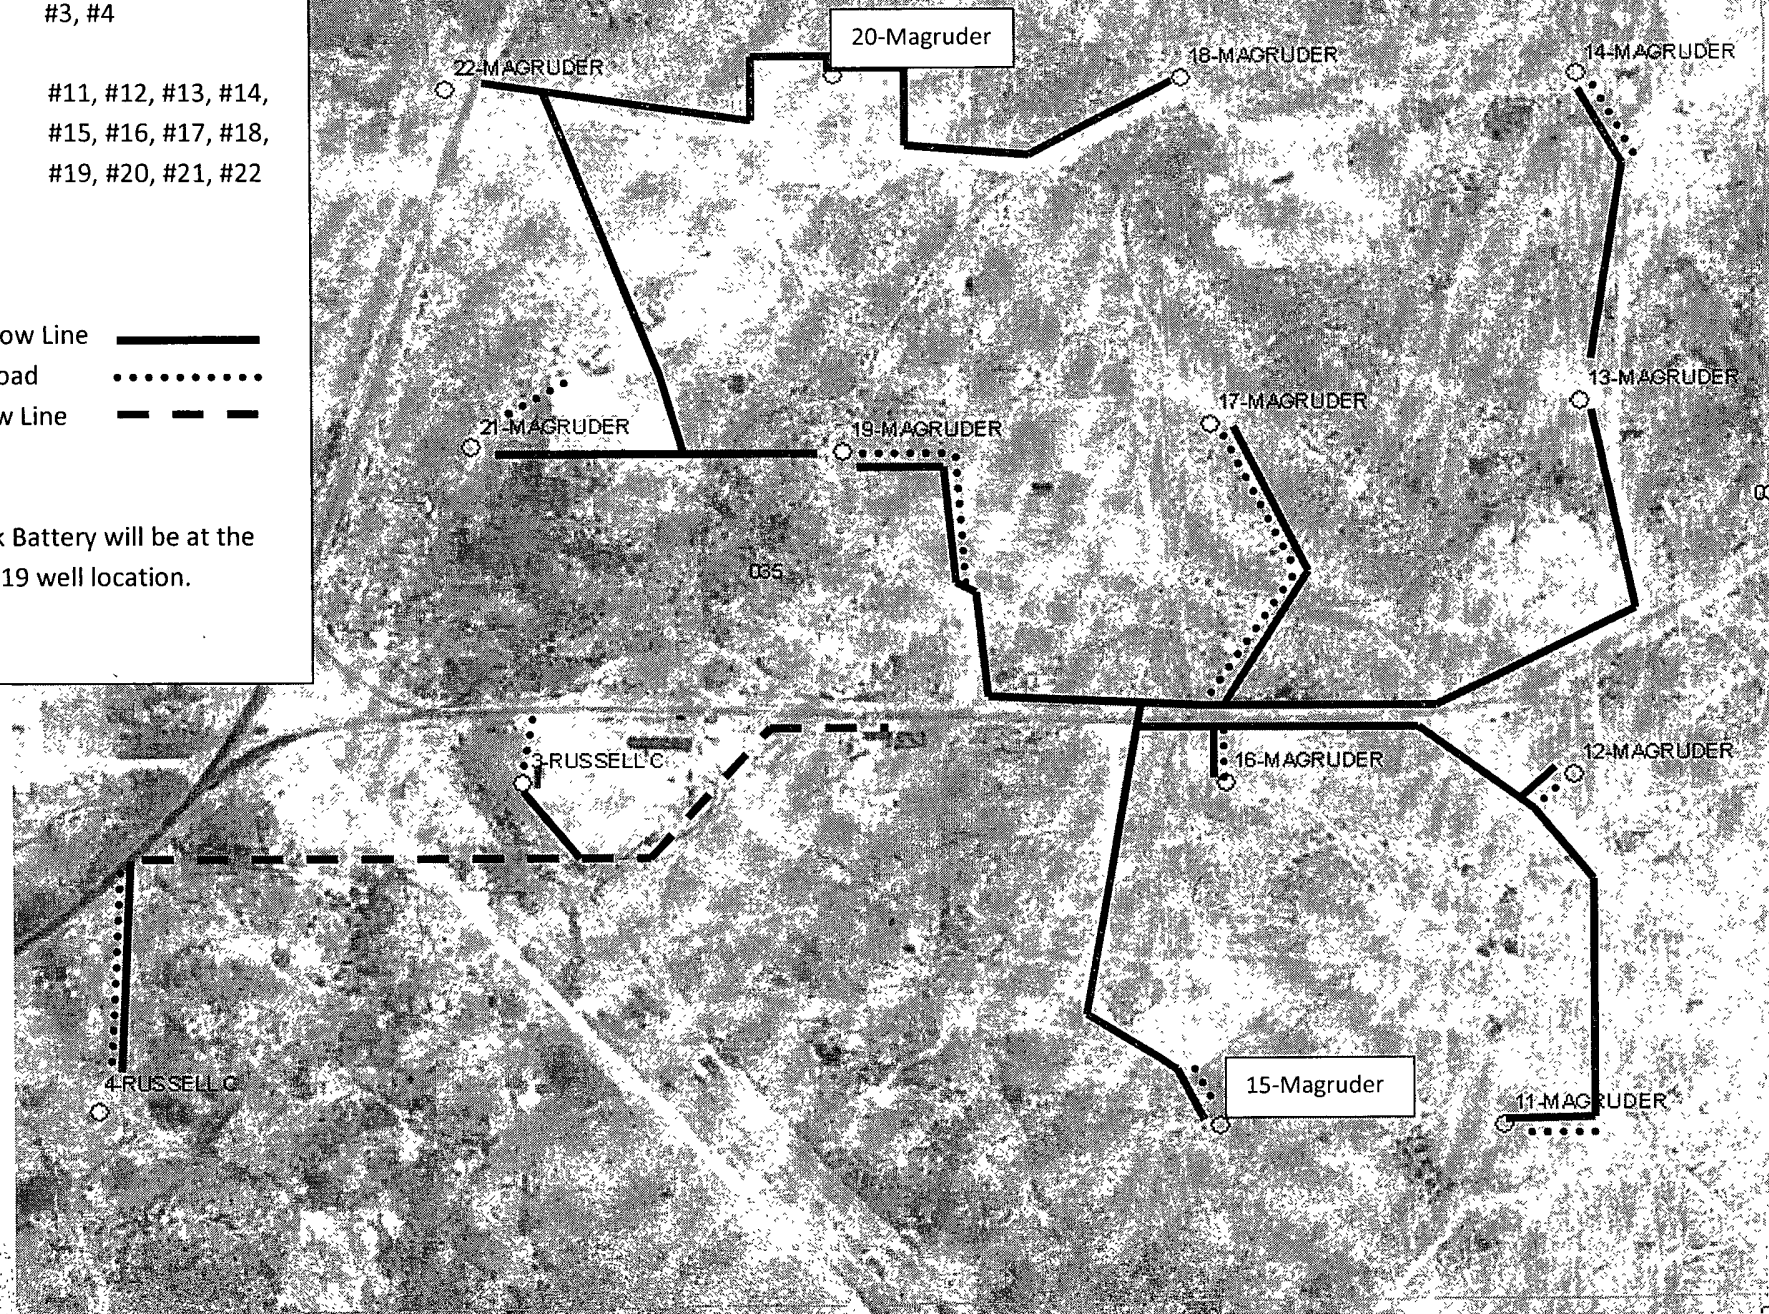 #3, #4
#11, #12, #13, #14,
#15, #16, #17, #18,
#19, #20, #21, #22
ow Line
oad
w Line
k Battery will be at the
19 well location.
20-Magruder
22-MAGRUDER
18-MAGRUDER
14-MAGRUDER
13-MAGRUDER
17-MAGRUDER
21-MAGRUDER
19-MAGRUDER
035
3-RUSSELL C
16-MAGRUDER
12-MAGRUDER
4-RUSSELL C
15-Magruder
11-MAGRUDER